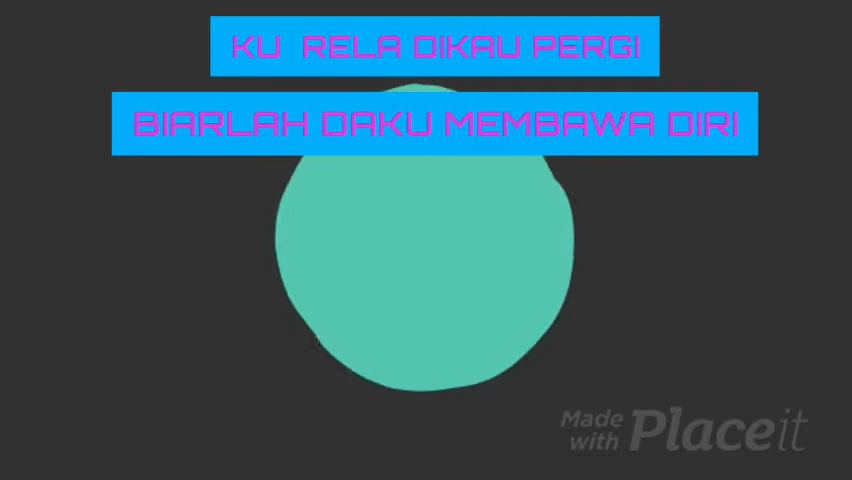 KU RELA DIKAU PERGI
BIARLAH DAKU MEMBAWA DIRI
Made with Placeit